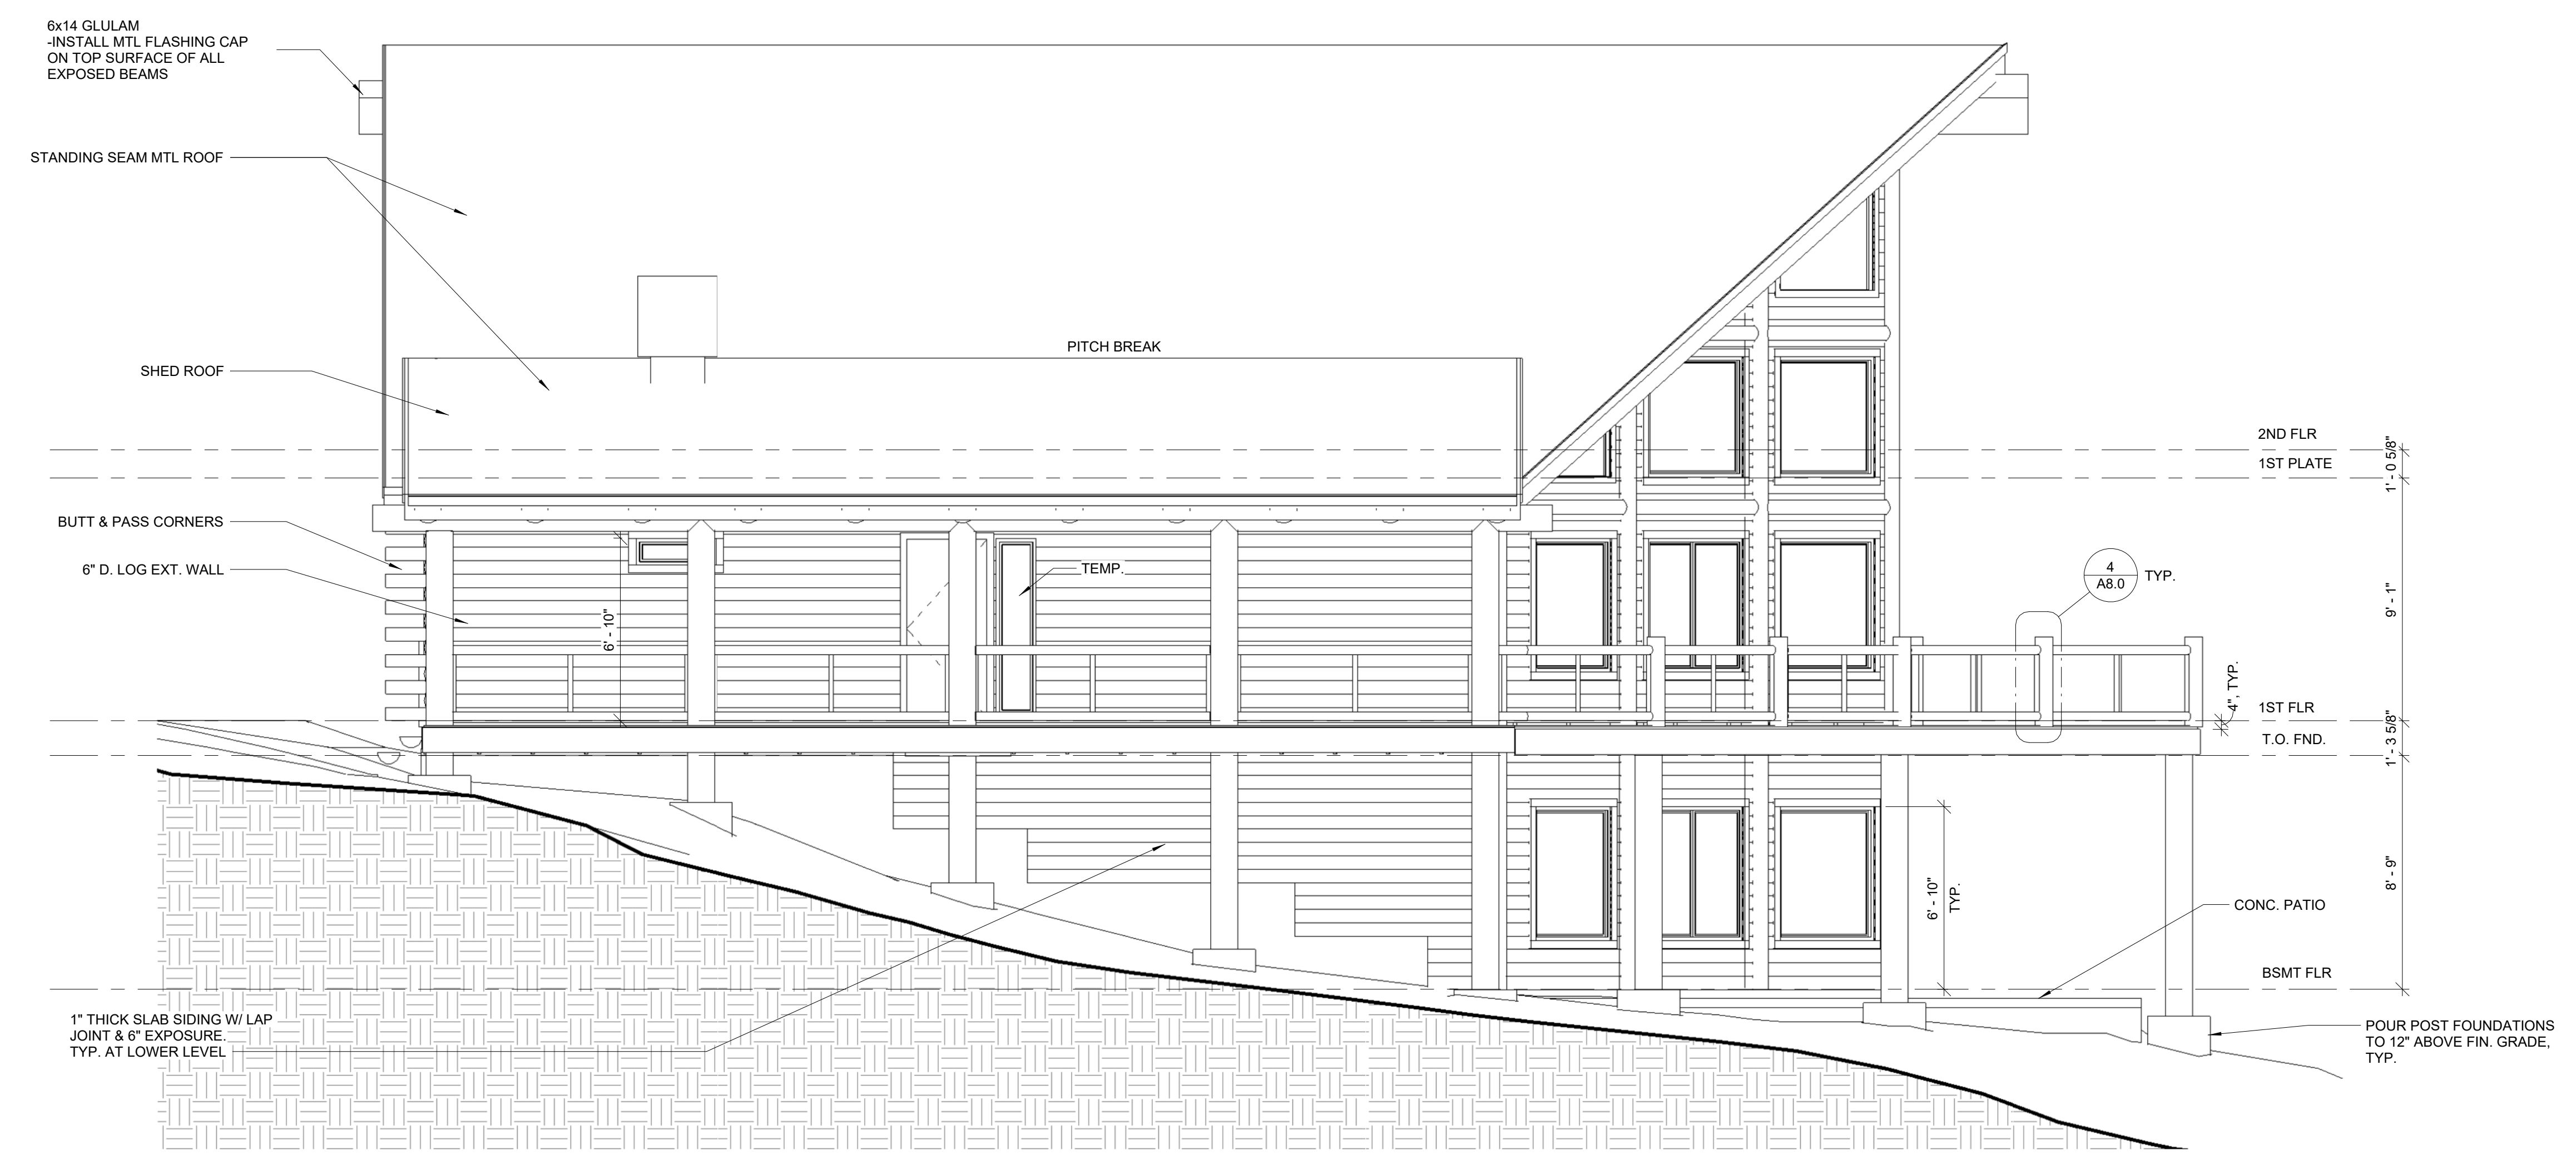 6x14 GLULAM
-INSTALL MTL FLASHING CAP
ON TOP SURFACE OF ALL
EXPOSED BEAMS
STANDING SEAM MTL ROOF
PITCH BREAK
SHED ROOF
2ND FLR
1ST PLATE
1' - 0 5/8"
BUTT & PASS CORNERS
6" D. LOG EXT. WALL
TEMP.
6' - 10"
4
A8.0
TYP.
9' - 1"
4", TYP.
1ST FLR
T.O. FND.
1' - 3 5/8"
8' - 9"
6' - 10"
TYP.
CONC. PATIO
BSMT FLR
1" THICK SLAB SIDING W/ LAP
JOINT & 6" EXPOSURE.
TYP. AT LOWER LEVEL
POUR POST FOUNDATIONS
TO 12" ABOVE FIN. GRADE,
TYP.